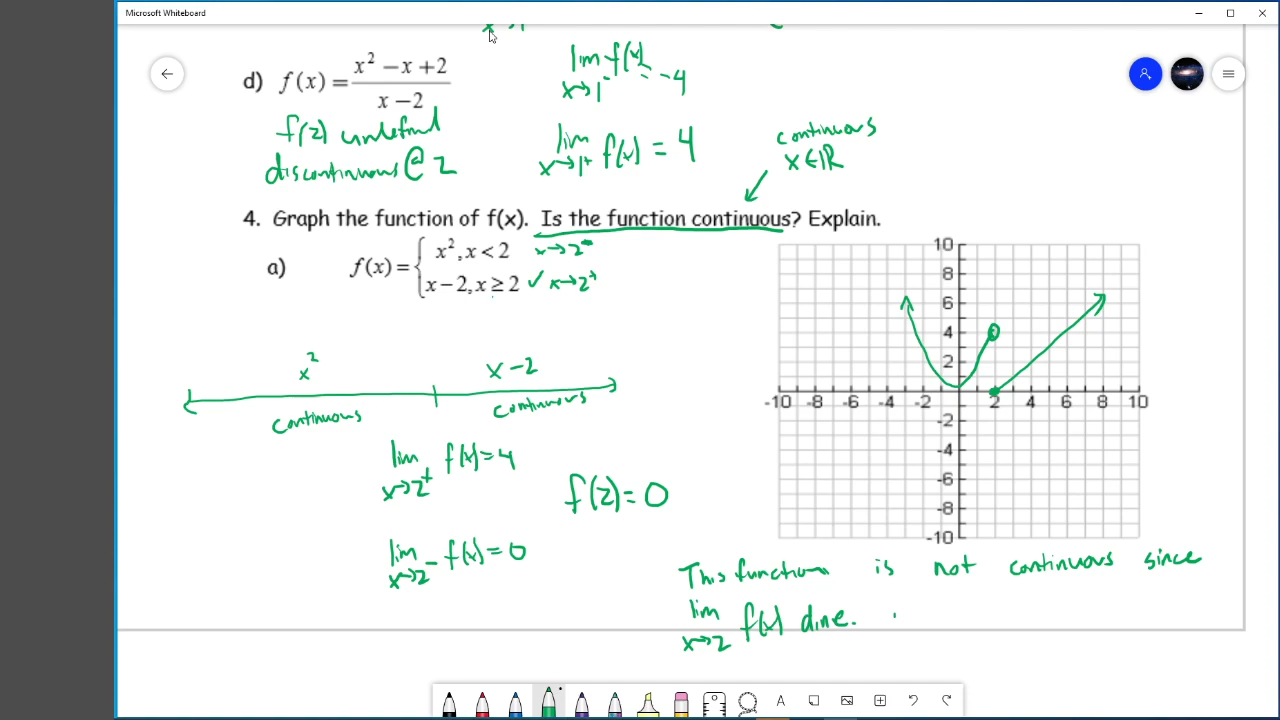 Microsoft Whiteboard
d) f(x) = (x² − x + 2)/(x − 2)
lim x→1⁻ f(x) = −4
f(2) undefined
discontinuous @ 2
lim x→1⁺ f(x) = 4
continuous
x∈ℝ
4. Graph the function of f(x). Is the function continuous? Explain.
a) f(x) = { x², x < 2 x→2⁻
x − 2, x ≥ 2 ✓ x→2⁺
x² x − 2
continuous continuous
lim x→2⁺ f(x) = 4
f(2) = 0
lim x→2⁻ f(x) = 0
10
8
6
4
2
-10 -8 -6 -4 -2 2 4 6 8 10
-2
-4
-6
-8
-10
This function is not continuous since
lim x→2 f(x) dne.
A